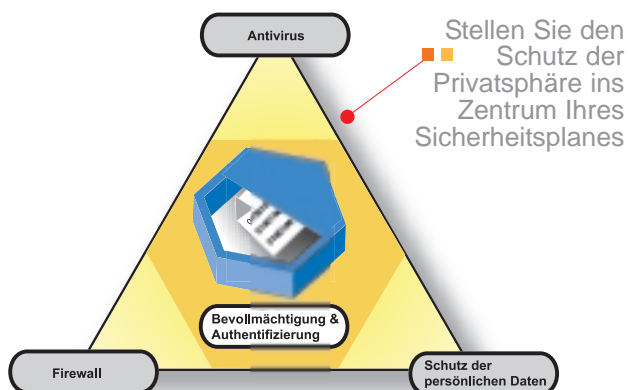 Antivirus
Stellen Sie den
Schutz der
Privatsphäre ins
Zentrum Ihres
Sicherheitsplanes
Bevollmächtigung &
Authentifizierung
Firewall
Schutz der
persönlichen Daten